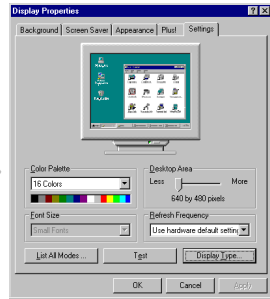 Display Properties
Background Screen Saver Appearance Plus! Settings
Color Palette
16 Colors
Desktop Area
Less More
640 by 480 pixels
Font Size
Small Fonts
Refresh Frequency
Use hardware default setting
List All Modes ...
Test
Display Type...
OK Cancel Apply